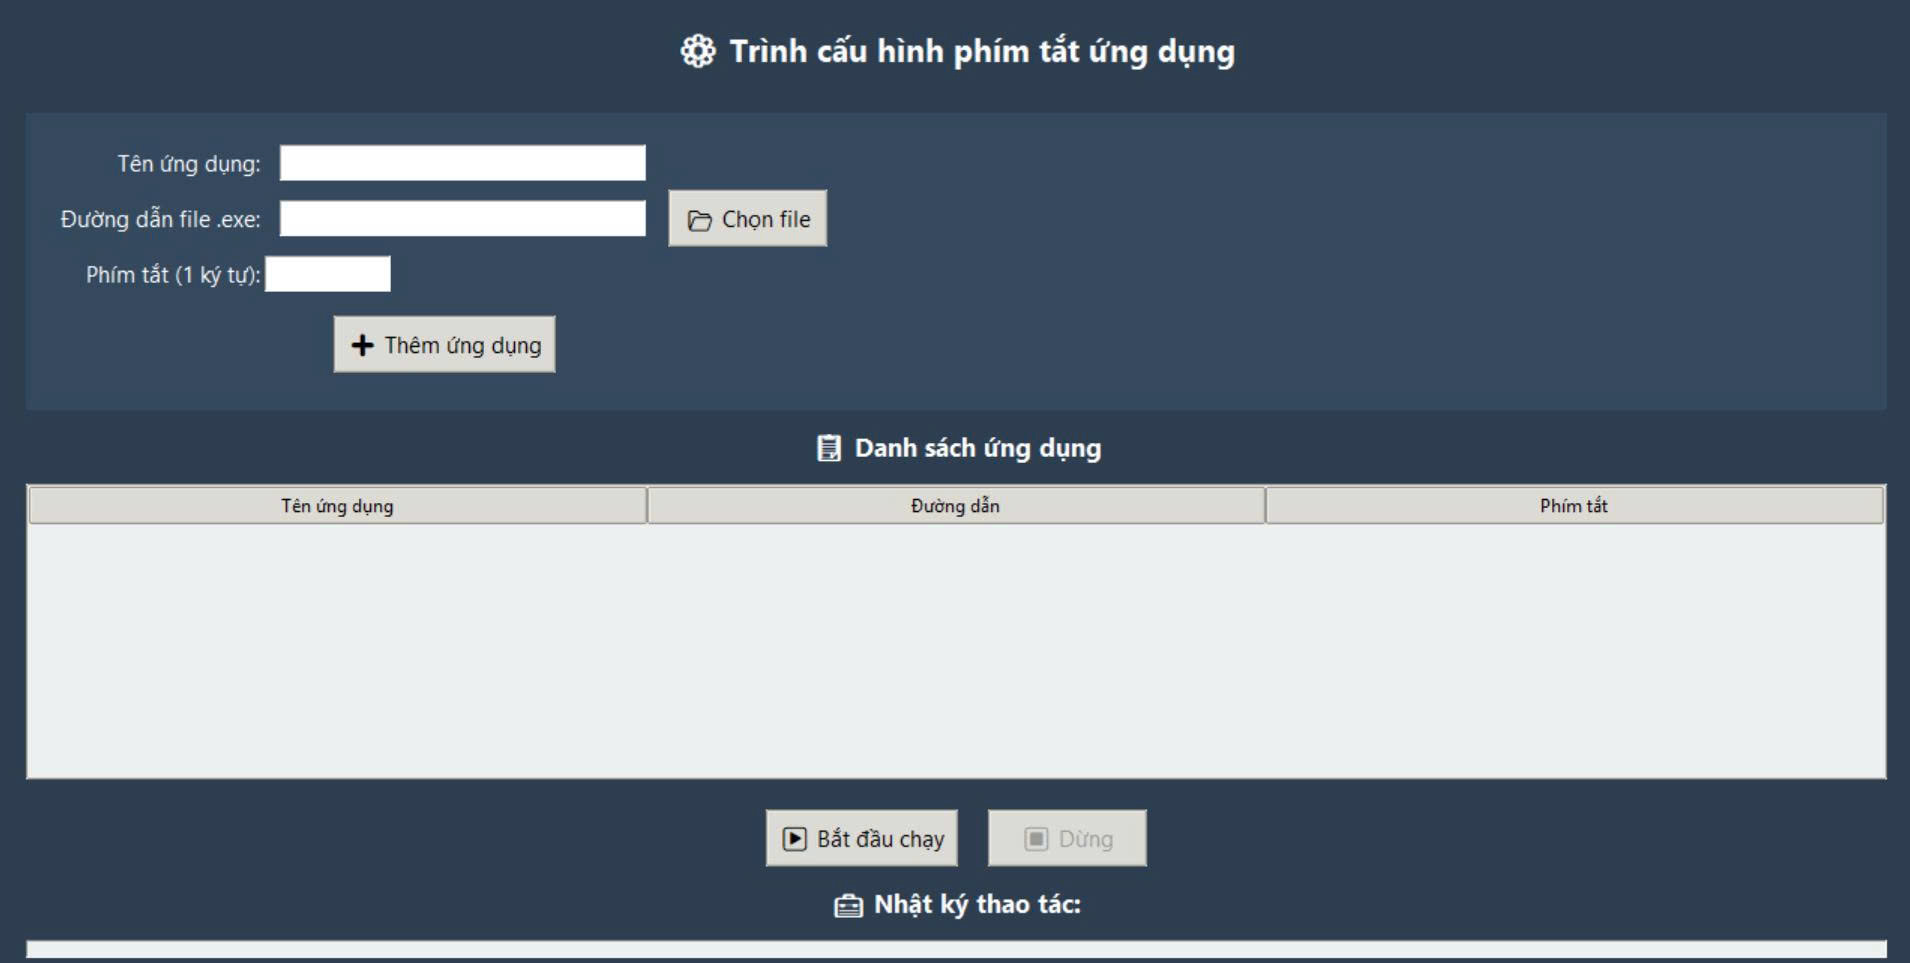 Trình cấu hình phím tắt ứng dụng
Tên ứng dụng:
Đường dẫn file .exe:
Chọn file
Phím tắt (1 ký tự):
Thêm ứng dụng
Danh sách ứng dụng
Tên ứng dụng Đường dẫn Phím tắt
Bắt đầu chạy Dừng
Nhật ký thao tác: